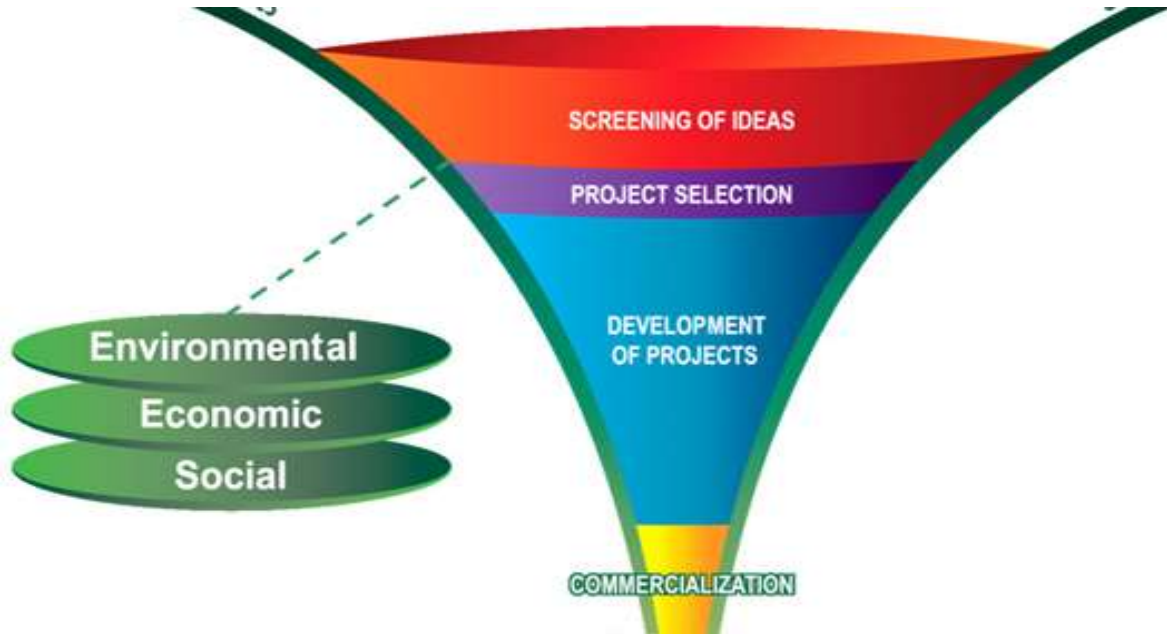 SCREENING OF IDEAS
PROJECT SELECTION
DEVELOPMENT
OF PROJECTS
Environmental
Economic
Social
COMMERCIALIZATION